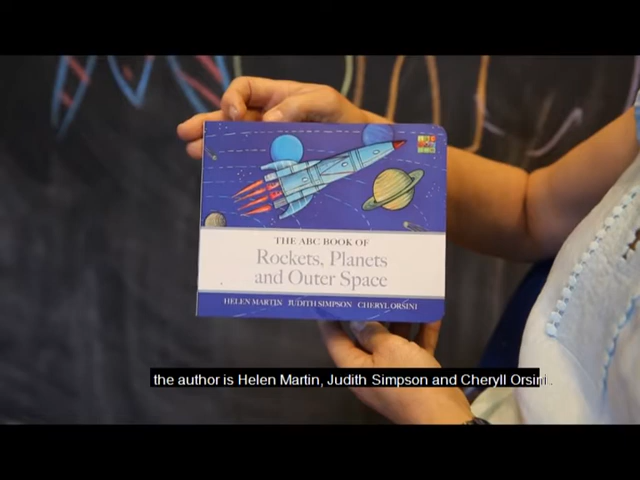 THE ABC BOOK OF
Rockets, Planets
and Outer Space
HELEN MARTIN JUDITH SIMPSON CHERYL ORSINI
the author is Helen Martin, Judith Simpson and Cheryll Orsini.